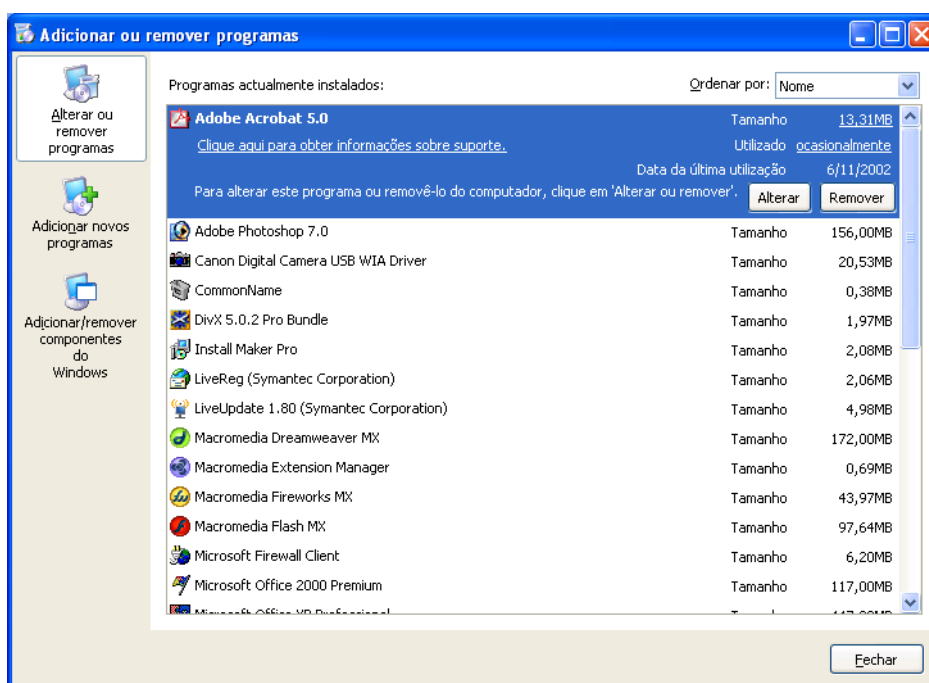 Adicionar ou remover programas
Alterar ou
remover
programas
Adicionar novos
programas
Adicionar/remover
componentes
do
Windows
Programas actualmente instalados:
Ordenar por: Nome
Adobe Acrobat 5.0 Tamanho 13,31MB
Clique aqui para obter informações sobre suporte. Utilizado ocasionalmente
Data da última utilização 6/11/2002
Para alterar este programa ou removê-lo do computador, clique em 'Alterar ou remover'. Alterar Remover
Adobe Photoshop 7.0 Tamanho 156,00MB
Canon Digital Camera USB WIA Driver Tamanho 20,53MB
CommonName Tamanho 0,38MB
DivX 5.0.2 Pro Bundle Tamanho 1,97MB
Install Maker Pro Tamanho 2,08MB
LiveReg (Symantec Corporation) Tamanho 2,06MB
LiveUpdate 1.80 (Symantec Corporation) Tamanho 4,98MB
Macromedia Dreamweaver MX Tamanho 172,00MB
Macromedia Extension Manager Tamanho 0,69MB
Macromedia Fireworks MX Tamanho 43,97MB
Macromedia Flash MX Tamanho 97,64MB
Microsoft Firewall Client Tamanho 6,20MB
Microsoft Office 2000 Premium Tamanho 117,00MB
Microsoft Office XP Professional
Fechar